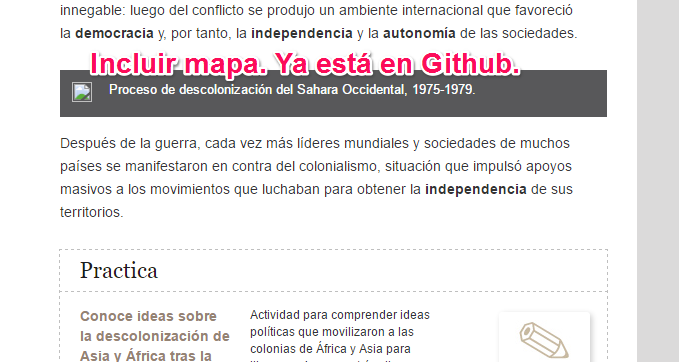 innegable: luego del conflicto se produjo un ambiente internacional que favoreció
la democracia y, por tanto, la independencia y la autonomía de las sociedades.
Incluir mapa. Ya está en Github.
Proceso de descolonización del Sahara Occidental, 1975-1979.
Después de la guerra, cada vez más líderes mundiales y sociedades de muchos
países se manifestaron en contra del colonialismo, situación que impulsó apoyos
masivos a los movimientos que luchaban para obtener la independencia de sus
territorios.
Practica
Conoce ideas sobre
la descolonización de
Asia y África tras la
Actividad para comprender ideas
políticas que movilizaron a las
colonias de África y Asia para